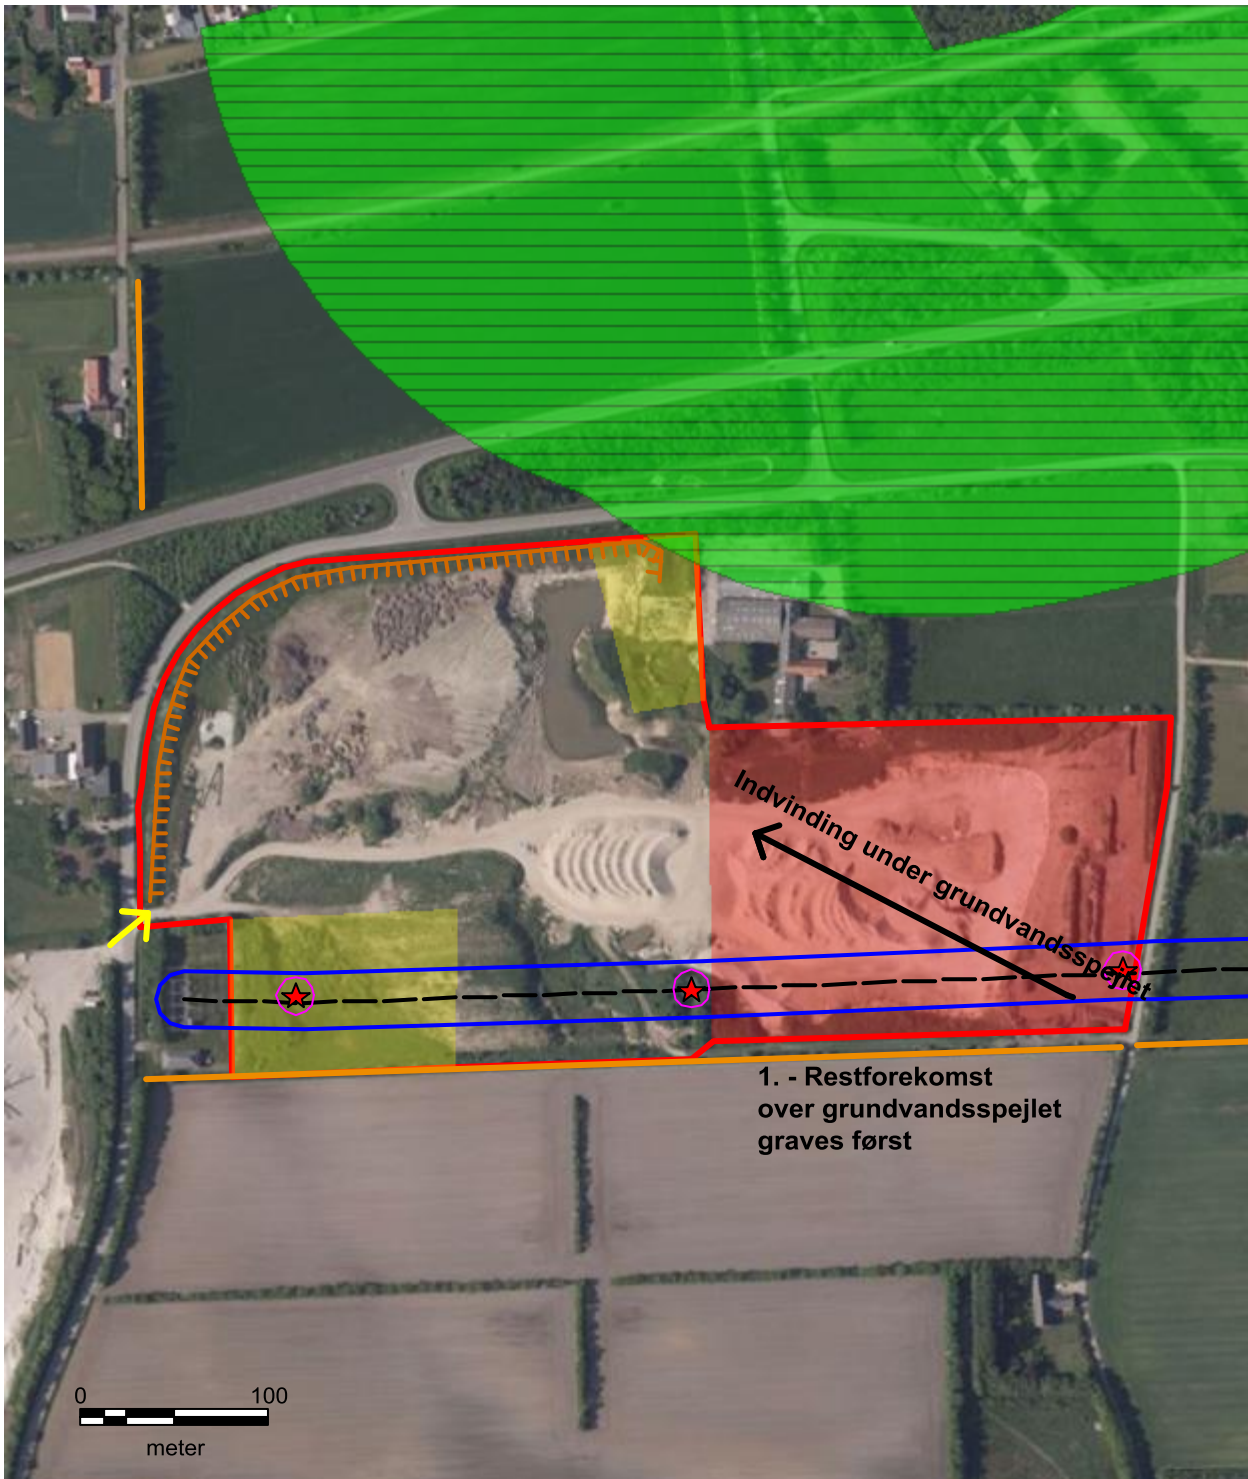 Indvinding under grundvandsspejlet
1. - Restforekomst
over grundvandsspejlet
graves først
0 100
meter